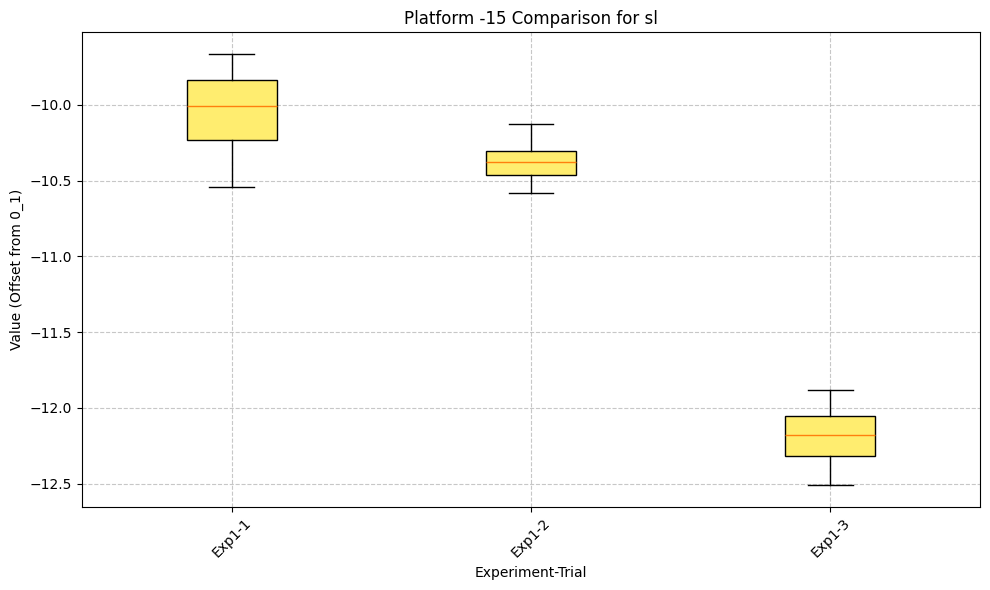 Platform -15 Comparison for sl
Value (Offset from 0_1)
−10.0
−10.5
−11.0
−11.5
−12.0
−12.5
Exp1-1
Exp1-2
Exp1-3
Experiment-Trial